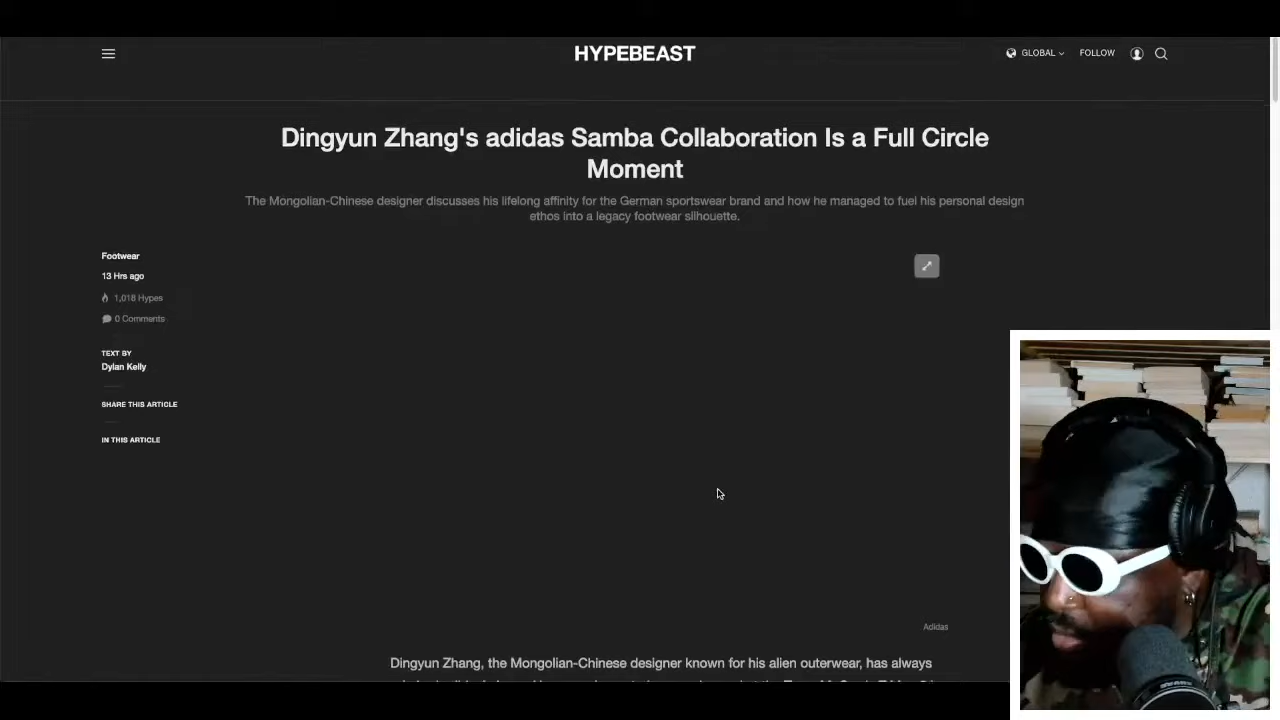 HYPEBEAST
GLOBAL
FOLLOW
Dingyun Zhang's adidas Samba Collaboration Is a Full Circle
Moment
The Mongolian-Chinese designer discusses his lifelong affinity for the German sportswear brand and how he managed to fuel his personal design
ethos into a legacy footwear silhouette.
Footwear
13 Hrs ago
1,018 Hypes
0 Comments
TEXT BY
Dylan Kelly
SHARE THIS ARTICLE
IN THIS ARTICLE
Adidas
Dingyun Zhang, the Mongolian-Chinese designer known for his alien outerwear, has always